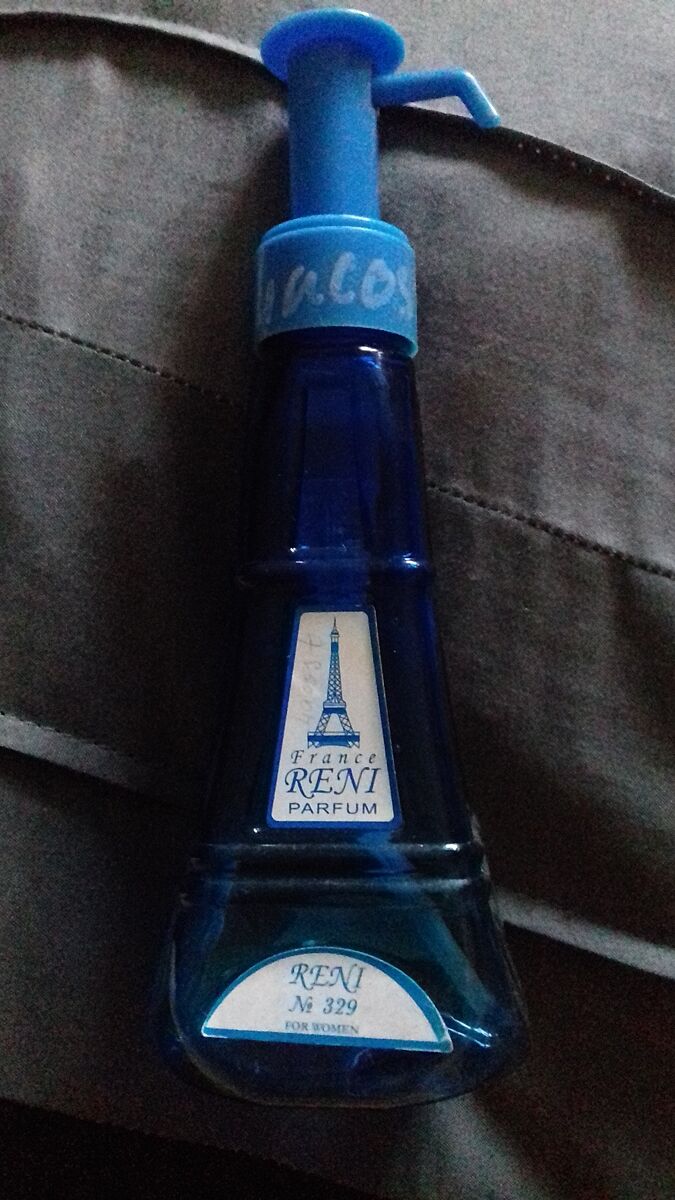 France
RENI
PARFUM
RENI
№ 329
FOR WOMEN